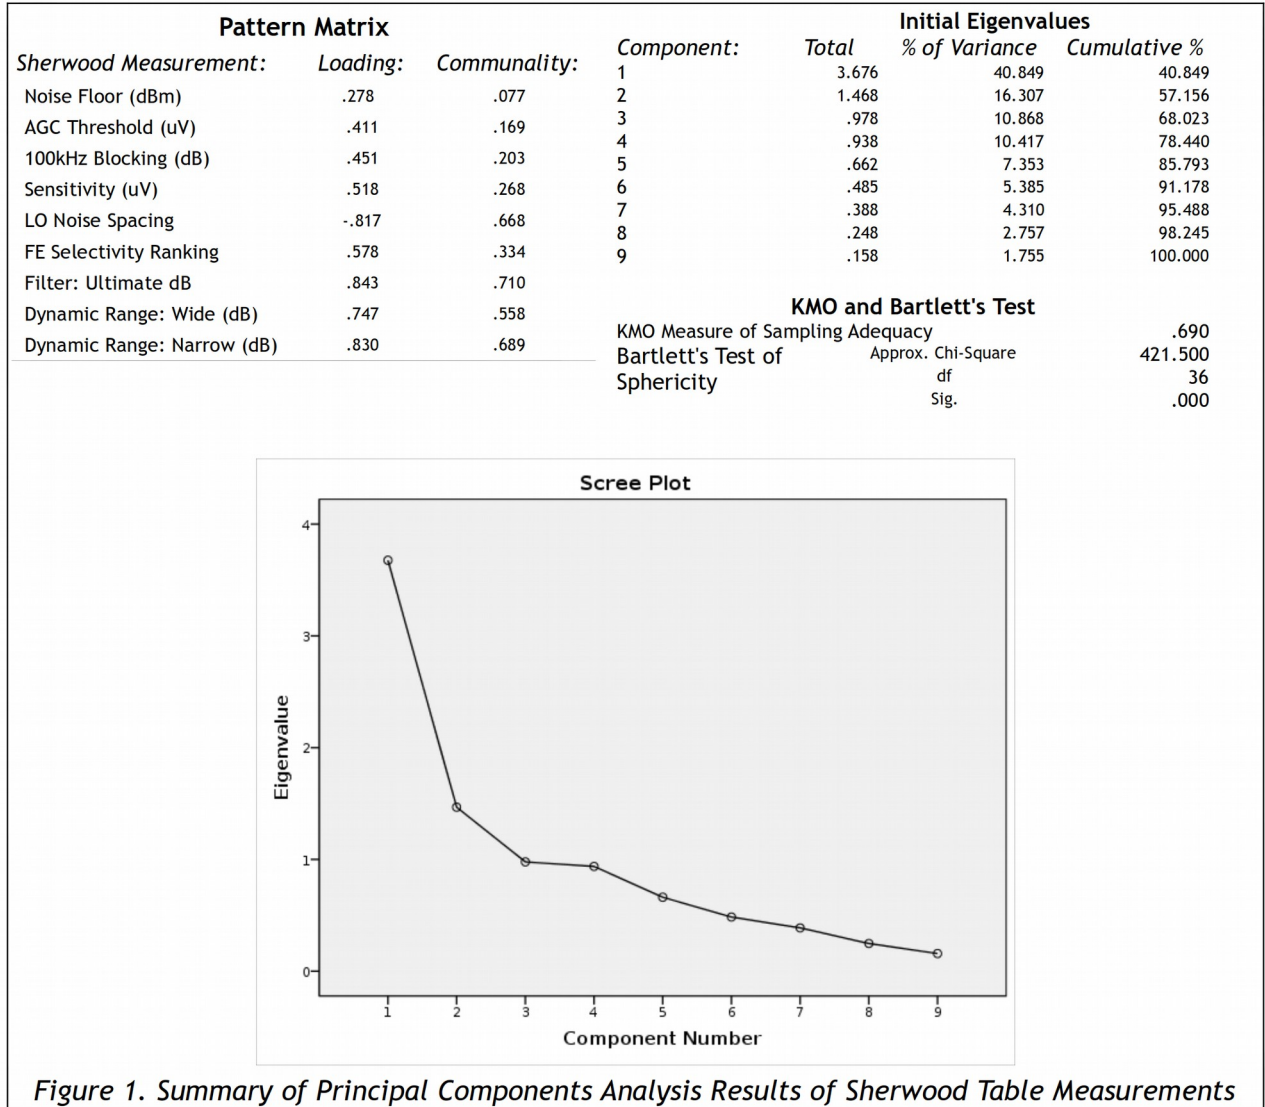 Pattern Matrix
Sherwood Measurement: Loading: Communality:
Noise Floor (dBm) .278 .077
AGC Threshold (uV) .411 .169
100kHz Blocking (dB) .451 .203
Sensitivity (uV) .518 .268
LO Noise Spacing -.817 .668
FE Selectivity Ranking .578 .334
Filter: Ultimate dB .843 .710
Dynamic Range: Wide (dB) .747 .558
Dynamic Range: Narrow (dB) .830 .689
Initial Eigenvalues
Component: Total % of Variance Cumulative %
1 3.676 40.849 40.849
2 1.468 16.307 57.156
3 .978 10.868 68.023
4 .938 10.417 78.440
5 .662 7.353 85.793
6 .485 5.385 91.178
7 .388 4.310 95.488
8 .248 2.757 98.245
9 .158 1.755 100.000
KMO and Bartlett's Test
KMO Measure of Sampling Adequacy .690
Bartlett's Test of Approx. Chi-Square 421.500
Sphericity df 36
Sig. .000
Scree Plot
4
3
2
1
0
Eigenvalue
1 2 3 4 5 6 7 8 9
Component Number
Figure 1. Summary of Principal Components Analysis Results of Sherwood Table Measurements